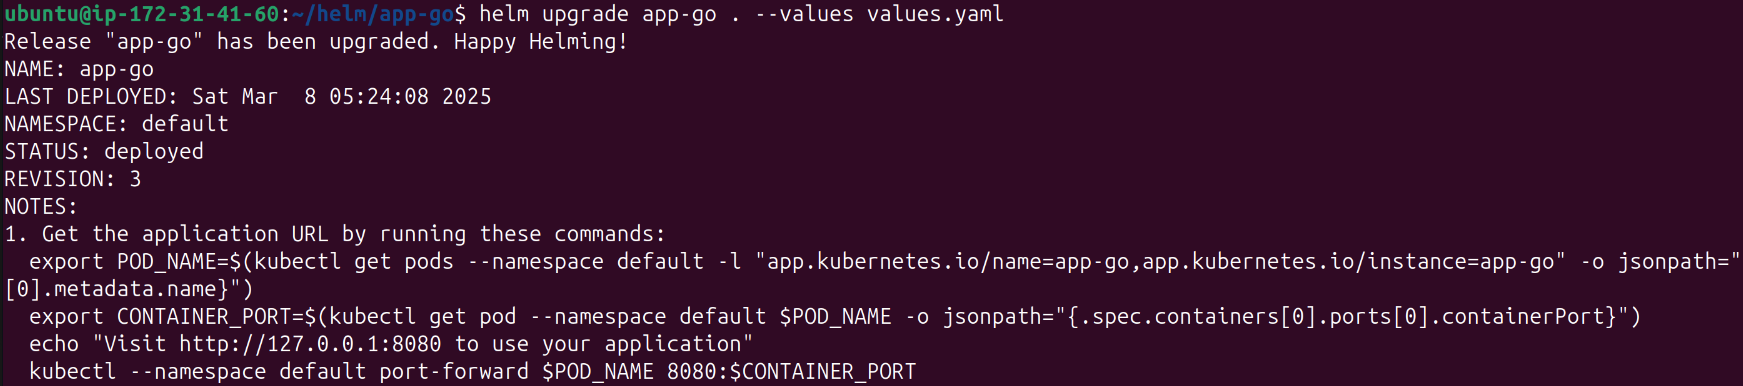 ubuntu@ip-172-31-41-60:~/helm/app-go$ helm upgrade app-go . --values values.yaml
Release "app-go" has been upgraded. Happy Helming!
NAME: app-go
LAST DEPLOYED: Sat Mar  8 05:24:08 2025
NAMESPACE: default
STATUS: deployed
REVISION: 3
NOTES:
1. Get the application URL by running these commands:
  export POD_NAME=$(kubectl get pods --namespace default -l "app.kubernetes.io/name=app-go,app.kubernetes.io/instance=app-go" -o jsonpath="
[0].metadata.name}")
  export CONTAINER_PORT=$(kubectl get pod --namespace default $POD_NAME -o jsonpath="{.spec.containers[0].ports[0].containerPort}")
  echo "Visit http://127.0.0.1:8080 to use your application"
  kubectl --namespace default port-forward $POD_NAME 8080:$CONTAINER_PORT